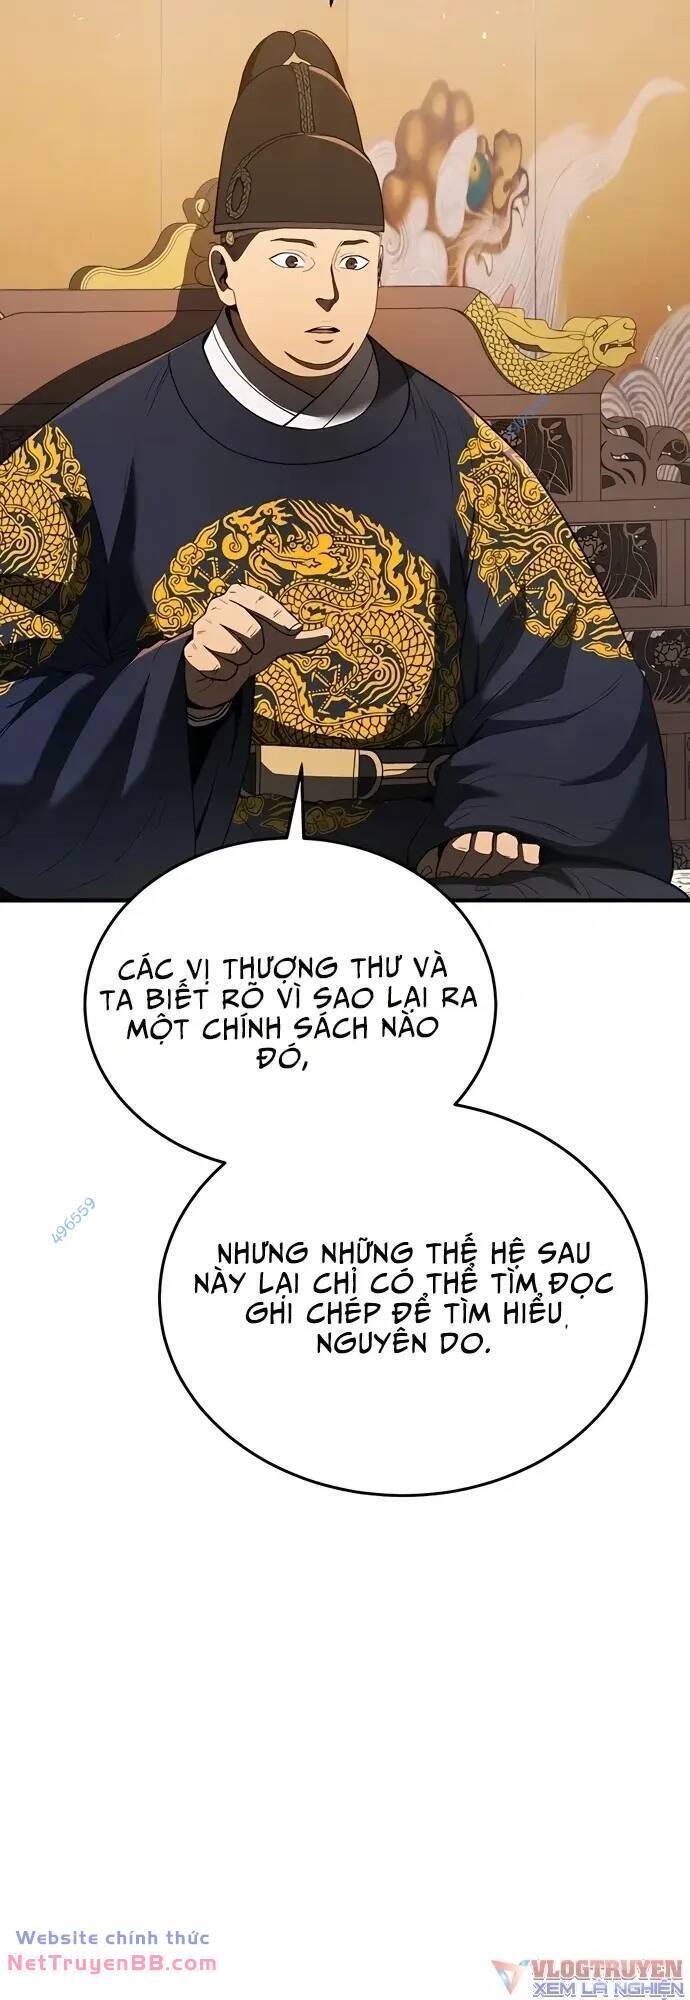 496559
CÁC VỊ THƯỢNG THƯ VÀ
TA BIẾT RÕ VÌ SAO LẠI RA
MỘT CHÍNH SÁCH NÀO
ĐÓ,
496559
NHƯNG NHỮNG THẾ HỆ SAU
NÀY LẠI CHỈ CÓ THỂ TÌM ĐỌC
GHI CHÉP ĐỂ TÌM HIỂU
NGUYÊN DO.
Website chính thức
NetTruyenBB.com
VLOGTRUYEN
XEM LÀ NGHIỆN